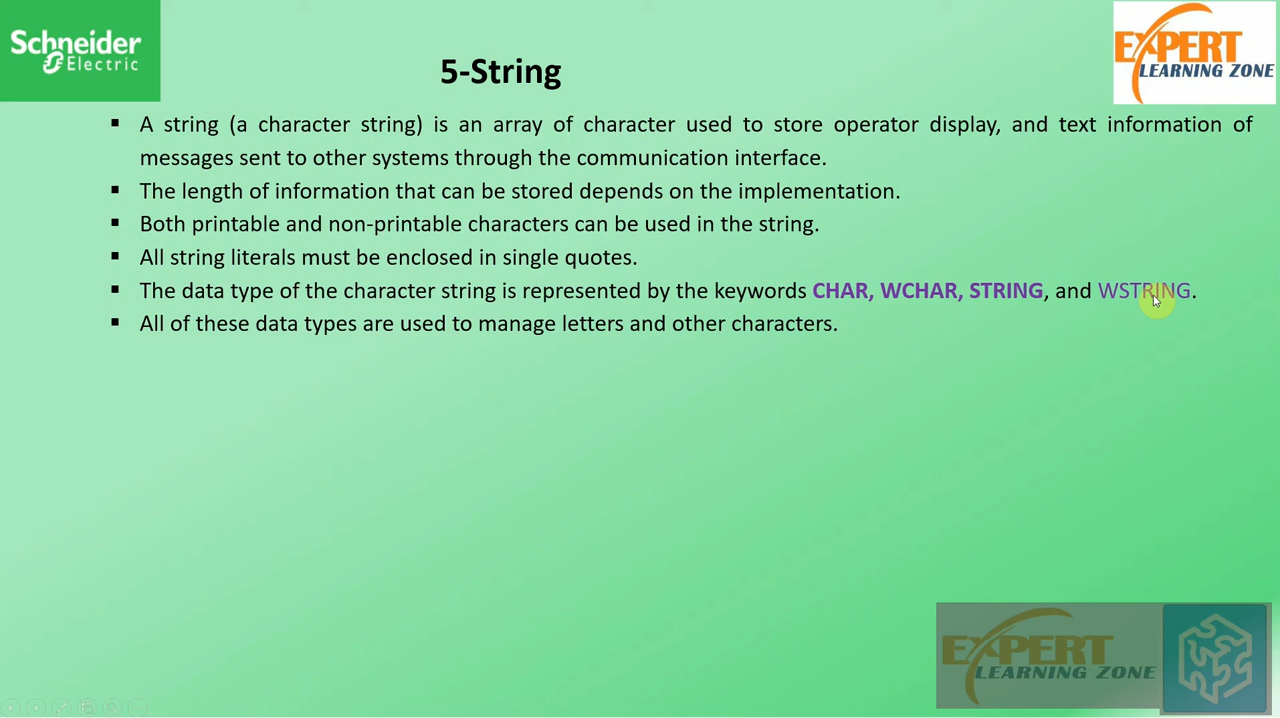 Schneider
Electric
EXPERT
LEARNING ZONE
5-String
▪ A string (a character string) is an array of character used to store operator display, and text information of
messages sent to other systems through the communication interface.
▪ The length of information that can be stored depends on the implementation.
▪ Both printable and non-printable characters can be used in the string.
▪ All string literals must be enclosed in single quotes.
▪ The data type of the character string is represented by the keywords CHAR, WCHAR, STRING, and WSTRING.
▪ All of these data types are used to manage letters and other characters.
EXPERT
LEARNING ZONE